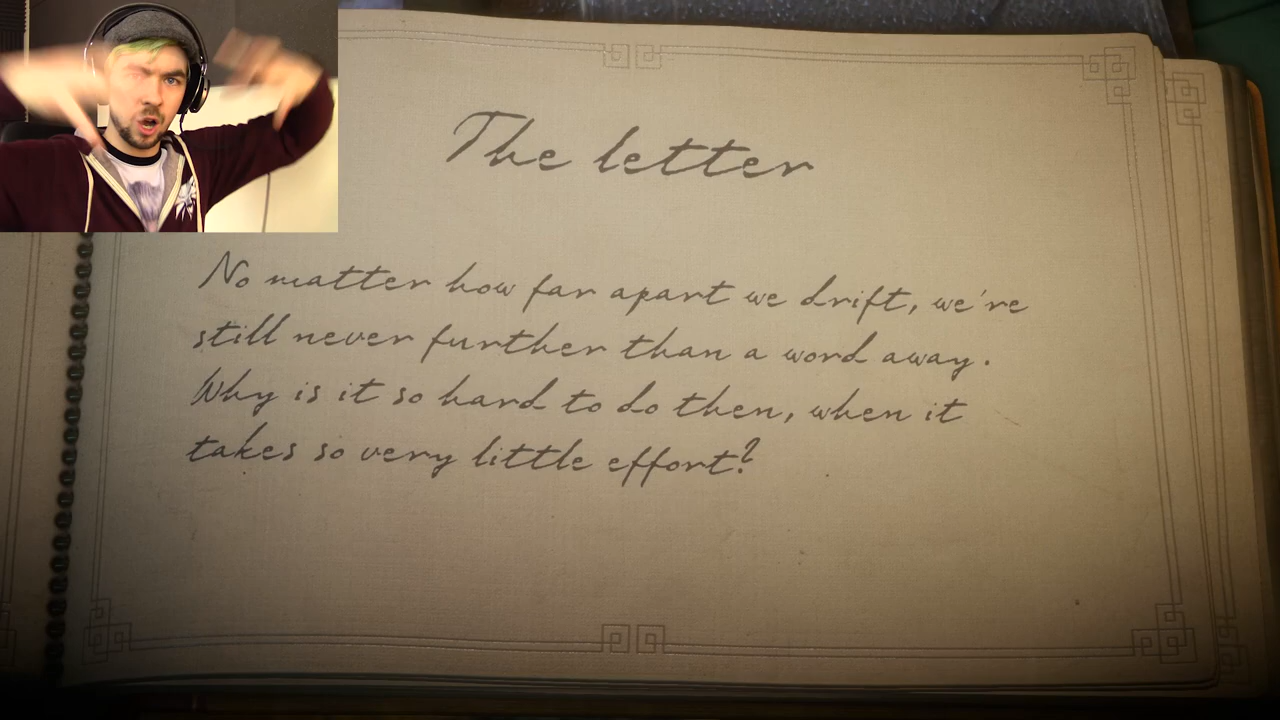 The letter
No matter how far apart we drift, we're
still never further than a word away.
Why is it so hard to do then, when it
takes so very little effort?